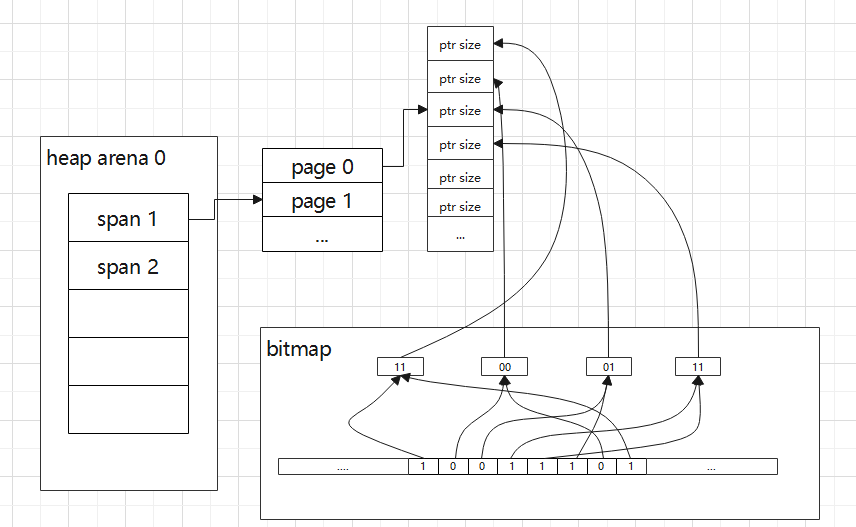 heap arena 0
span 1
span 2
page 0
page 1
...
ptr size
ptr size
ptr size
ptr size
ptr size
ptr size
...
bitmap
11
00
01
11
....
1
0
0
1
1
1
0
1
...